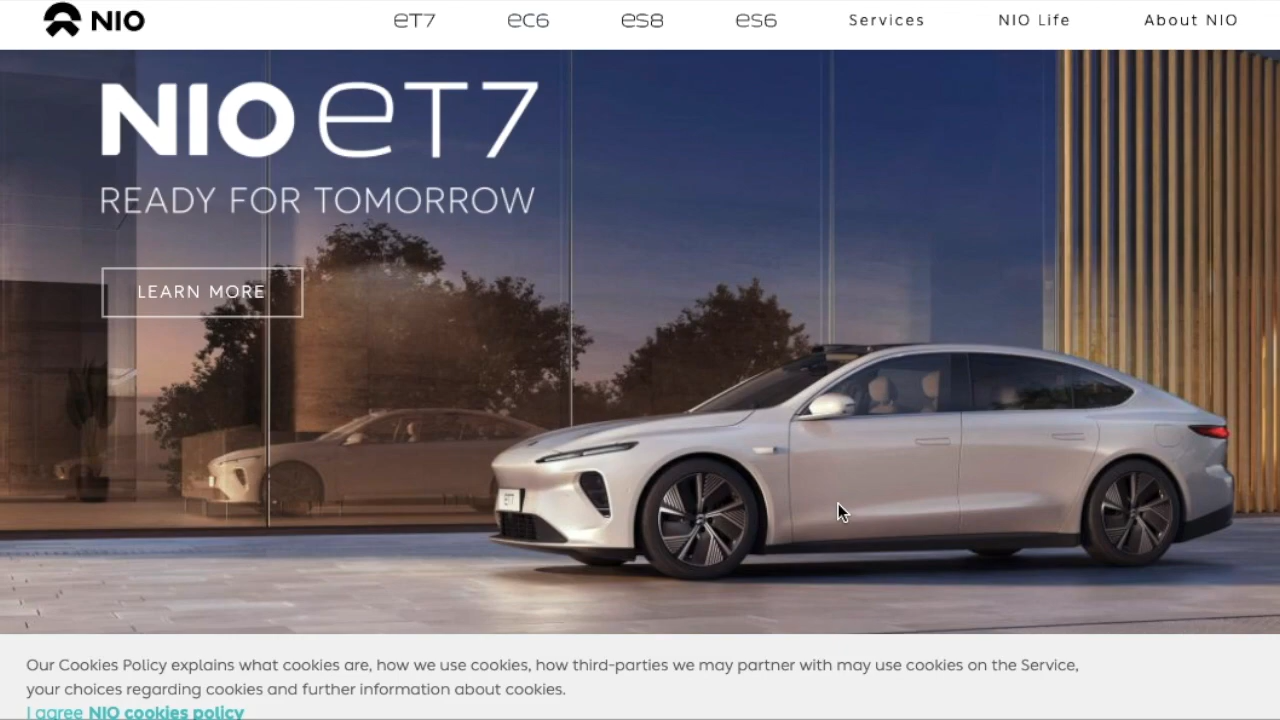 NIO
eT7
eC6
eS8
eS6
Services
NIO Life
About NIO
NIO eT7
READY FOR TOMORROW
LEARN MORE
eT7
Our Cookies Policy explains what cookies are, how we use cookies, how third-parties we may partner with may use cookies on the Service,
your choices regarding cookies and further information about cookies.
I agree NIO cookies policy